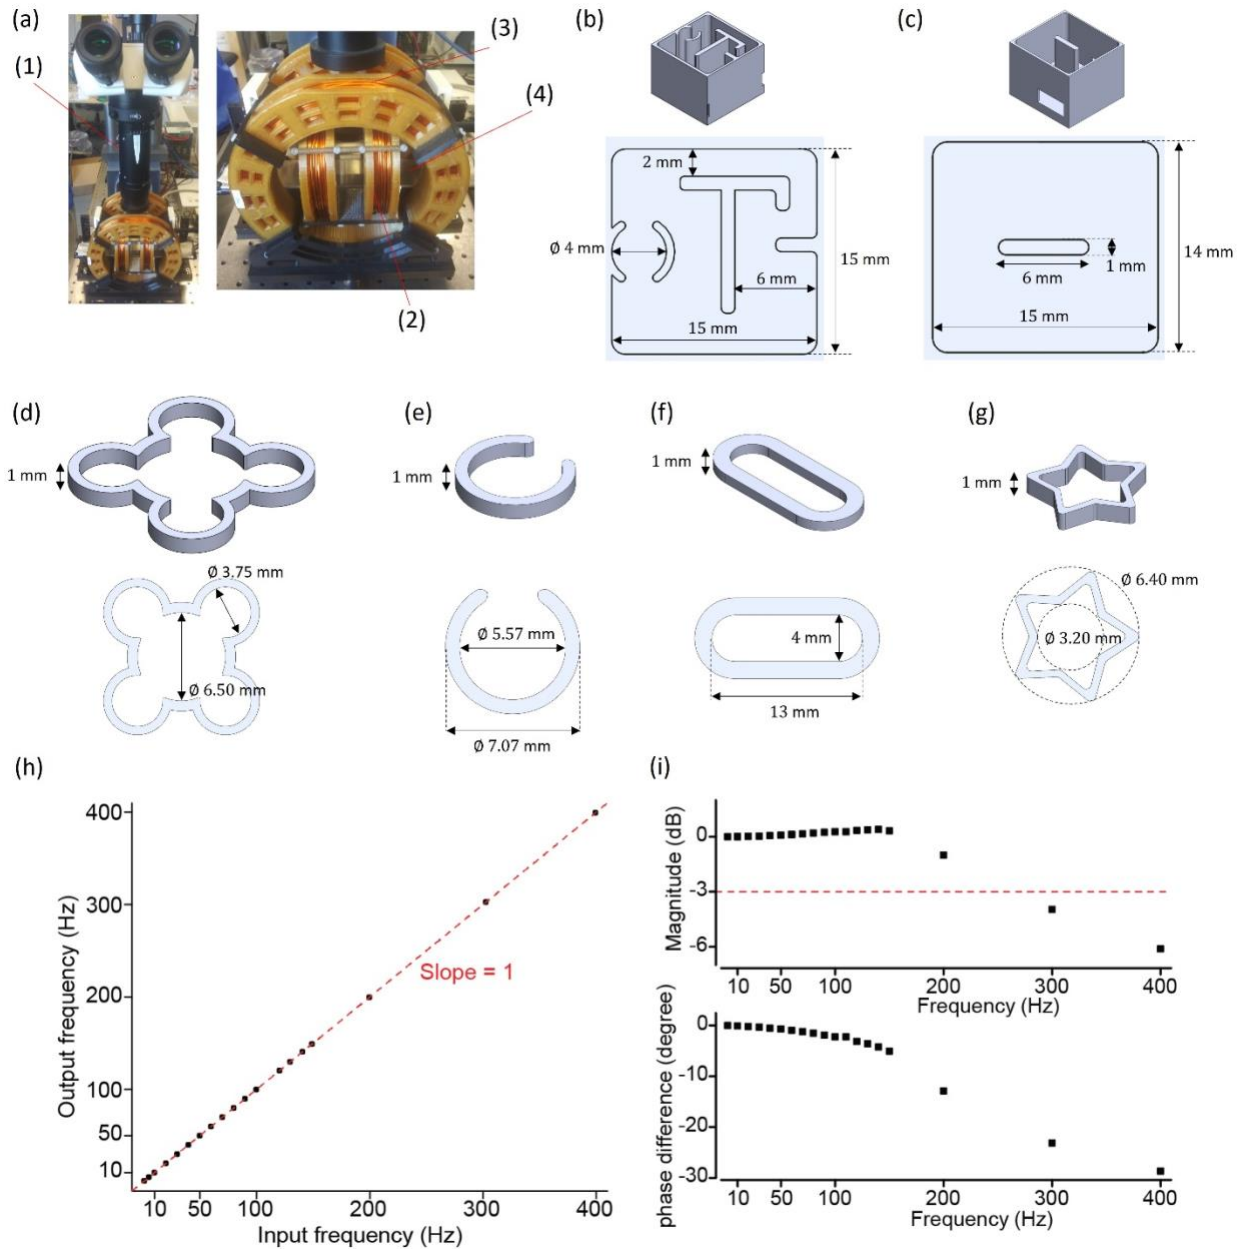 (a)
(1)
(3)
(4)
(2)
(b)
2 mm
Ø 4 mm
6 mm
15 mm
15 mm
(c)
6 mm
1 mm
15 mm
14 mm
(d)
1 mm
Ø 3.75 mm
Ø 6.50 mm
(e)
1 mm
Ø 5.57 mm
Ø 7.07 mm
(f)
1 mm
4 mm
13 mm
(g)
1 mm
Ø 6.40 mm
Ø 3.20 mm
(h)
Output frequency (Hz)
400
300
200
100
50
10
Slope = 1
10 50 100 200 300 400
Input frequency (Hz)
(i)
Magnitude (dB)
0
-3
-6
10 50 100 200 300 400
Frequency (Hz)
phase difference (degree)
0
-10
-20
-30
10 50 100 200 300 400
Frequency (Hz)